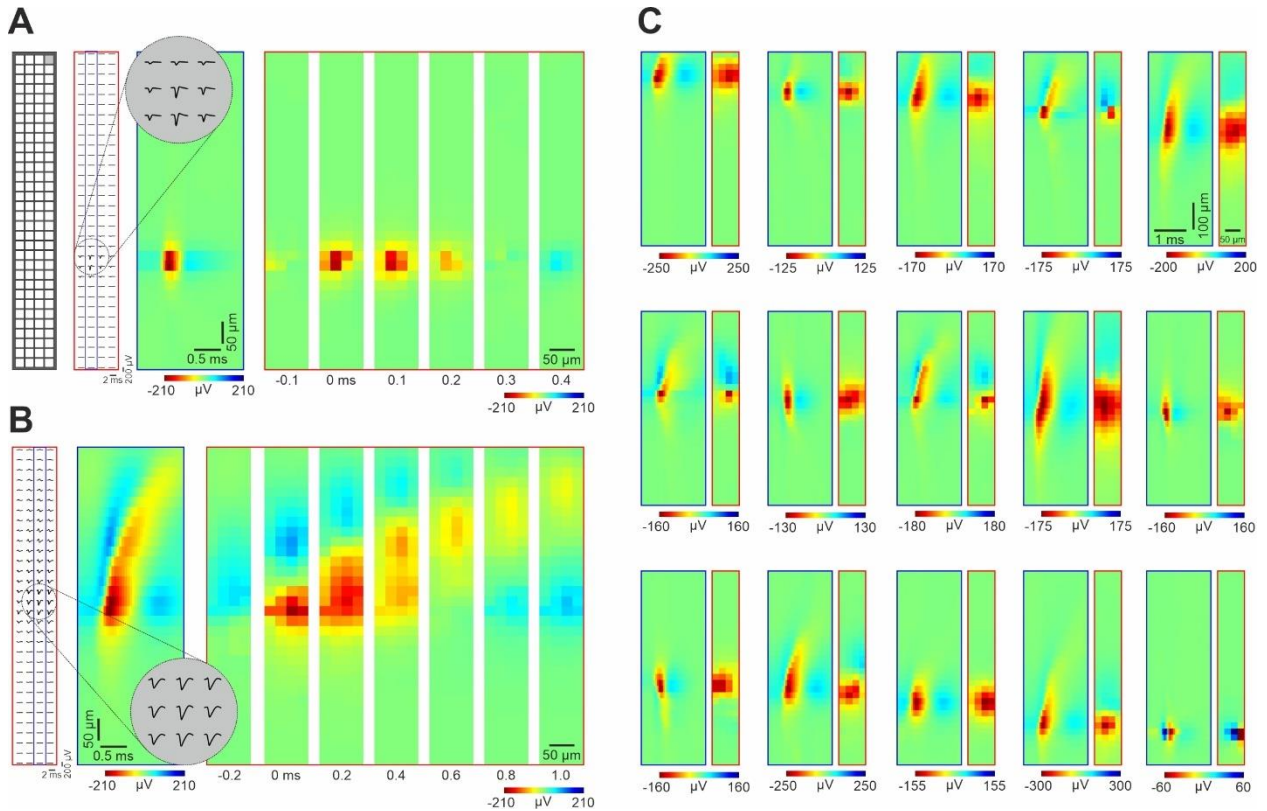 A
C
2 ms
200 µV
0.5 ms
50 µm
-210
µV
210
-0.1
0 ms
0.1
0.2
0.3
0.4
50 µm
-210
µV
210
B
2 ms
200 µV
0.5 ms
50 µm
-210
µV
210
-0.2
0 ms
0.2
0.4
0.6
0.8
1.0
50 µm
-210
µV
210
1 ms
100 µm
50 µm
-250
µV
250
-125
µV
125
-170
µV
170
-175
µV
175
-200
µV
200
-160
µV
160
-130
µV
130
-180
µV
180
-175
µV
175
-160
µV
160
-160
µV
160
-250
µV
250
-155
µV
155
-300
µV
300
-60
µV
60